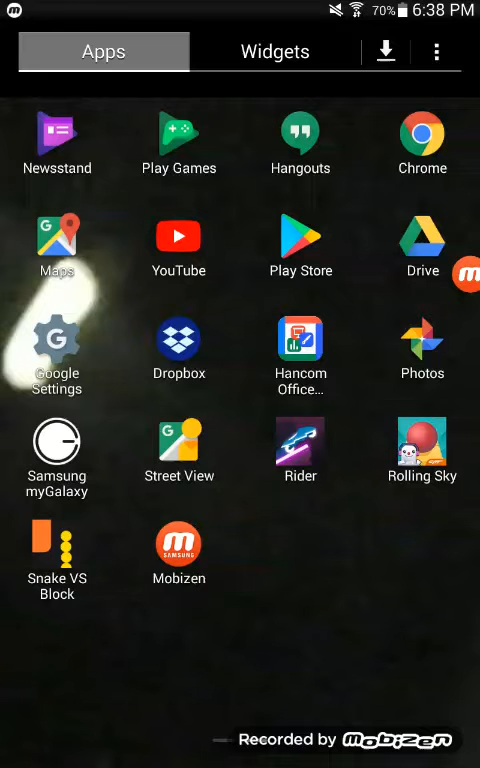 70% 6:38 PM
Apps Widgets
Newsstand Play Games Hangouts Chrome
Maps YouTube Play Store Drive
Google Settings Dropbox Hancom Office... Photos
Samsung myGalaxy Street View Rider Rolling Sky
Snake VS Block SAMSUNG Mobizen
Recorded by mobizen